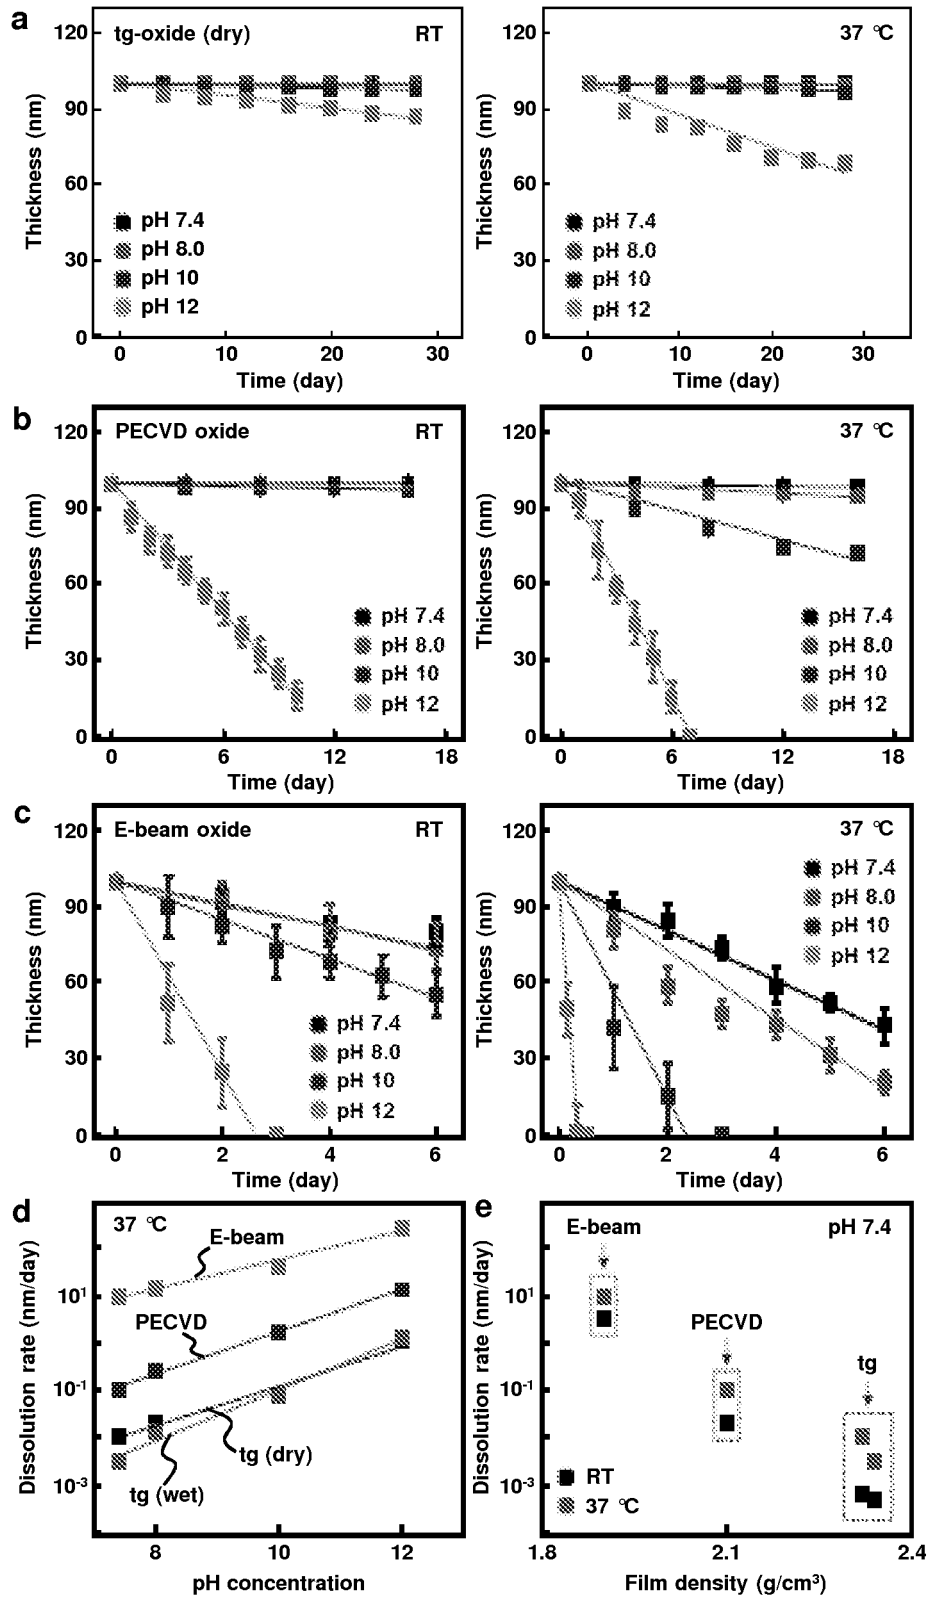 a
tg-oxide (dry) RT
120
90
60
30
0
Thickness (nm)
pH 7.4
pH 8.0
pH 10
pH 12
0 10 20 30
Time (day)
37 °C
120
90
60
30
0
Thickness (nm)
pH 7.4
pH 8.0
pH 10
pH 12
0 10 20 30
Time (day)
b
PECVD oxide RT
120
90
60
30
0
Thickness (nm)
pH 7.4
pH 8.0
pH 10
pH 12
0 6 12 18
Time (day)
37 °C
120
90
60
30
0
Thickness (nm)
pH 7.4
pH 8.0
pH 10
pH 12
0 6 12 18
Time (day)
c
E-beam oxide RT
120
90
60
30
0
Thickness (nm)
pH 7.4
pH 8.0
pH 10
pH 12
0 2 4 6
Time (day)
37 °C
120
90
60
30
0
Thickness (nm)
pH 7.4
pH 8.0
pH 10
pH 12
0 2 4 6
Time (day)
d
37 °C
E-beam
PECVD
tg (dry)
tg (wet)
10¹
10⁻¹
10⁻³
Dissolution rate (nm/day)
8 10 12
pH concentration
e
E-beam pH 7.4
PECVD
tg
10¹
10⁻¹
10⁻³
Dissolution rate (nm/day)
RT
37 °C
1.8 2.1 2.4
Film density (g/cm³)